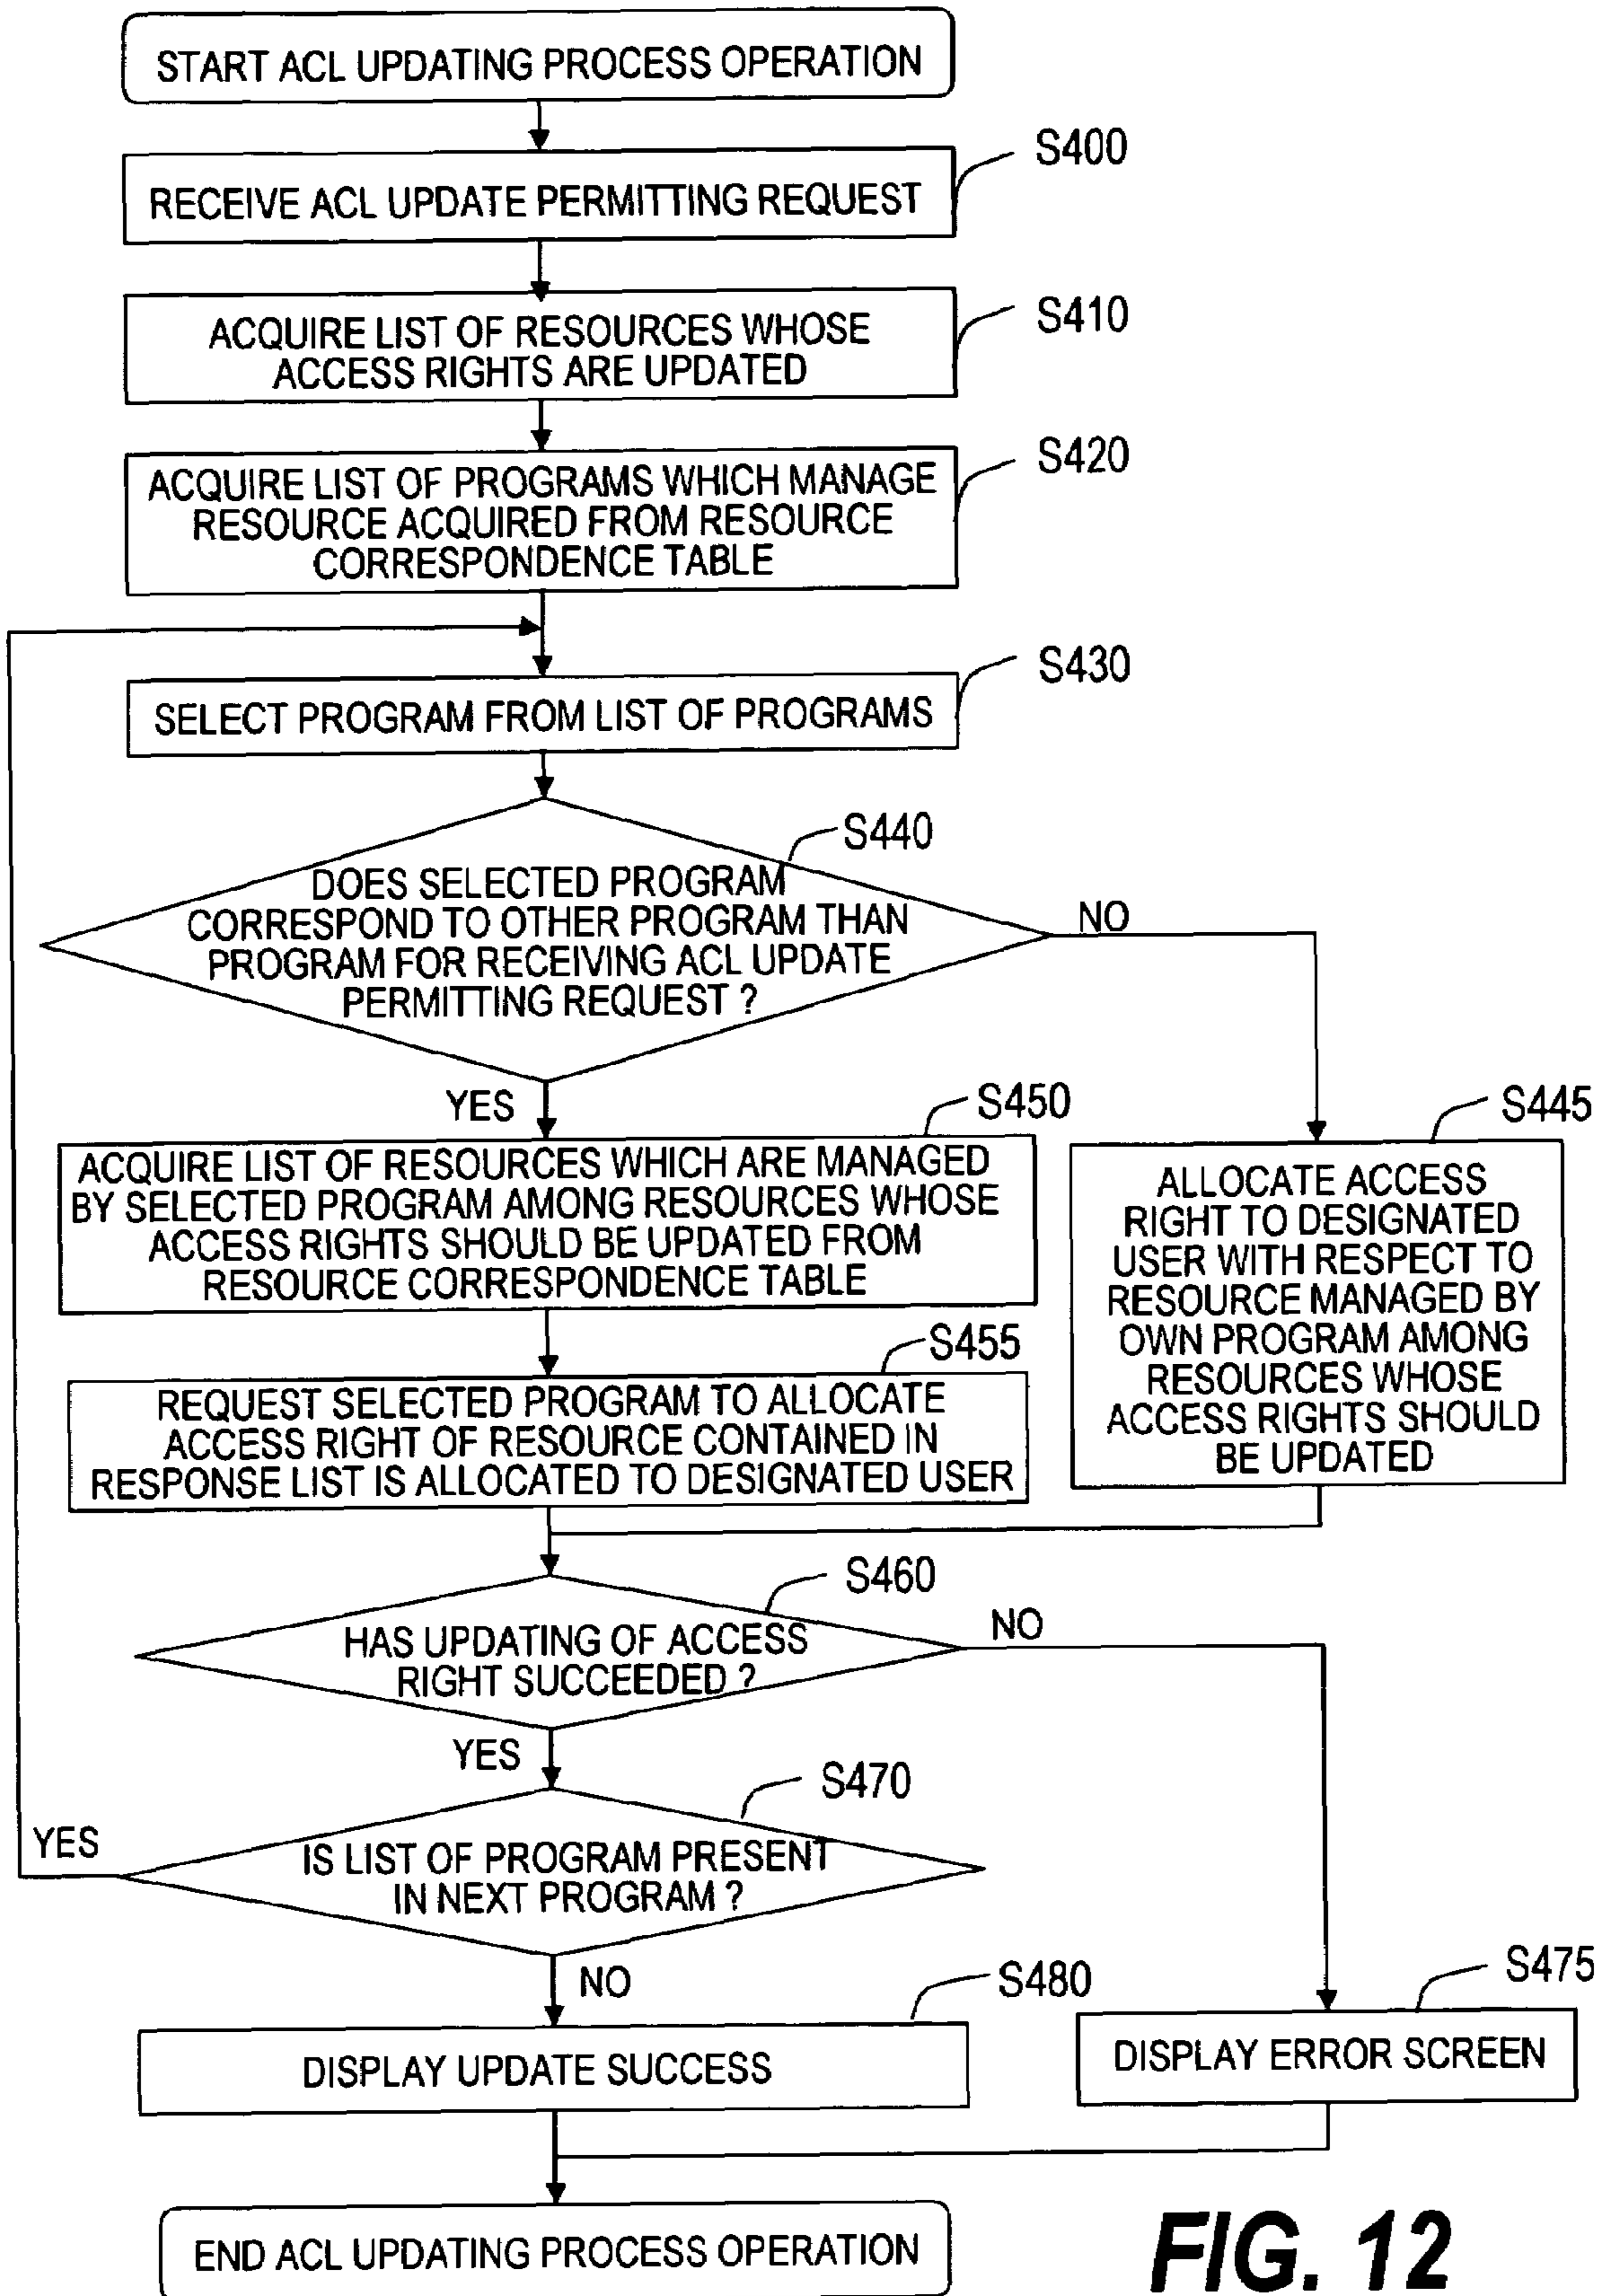 START ACL UPDATING PROCESS OPERATION
S400
RECEIVE ACL UPDATE PERMITTING REQUEST
S410
ACQUIRE LIST OF RESOURCES WHOSE
ACCESS RIGHTS ARE UPDATED
S420
ACQUIRE LIST OF PROGRAMS WHICH MANAGE
RESOURCE ACQUIRED FROM RESOURCE
CORRESPONDENCE TABLE
S430
SELECT PROGRAM FROM LIST OF PROGRAMS
S440
DOES SELECTED PROGRAM
CORRESPOND TO OTHER PROGRAM THAN
PROGRAM FOR RECEIVING ACL UPDATE
PERMITTING REQUEST ?
NO
YES
S450
ACQUIRE LIST OF RESOURCES WHICH ARE MANAGED
BY SELECTED PROGRAM AMONG RESOURCES WHOSE
ACCESS RIGHTS SHOULD BE UPDATED FROM
RESOURCE CORRESPONDENCE TABLE
S445
ALLOCATE ACCESS
RIGHT TO DESIGNATED
USER WITH RESPECT TO
RESOURCE MANAGED BY
OWN PROGRAM AMONG
RESOURCES WHOSE
ACCESS RIGHTS SHOULD
BE UPDATED
S455
REQUEST SELECTED PROGRAM TO ALLOCATE
ACCESS RIGHT OF RESOURCE CONTAINED IN
RESPONSE LIST IS ALLOCATED TO DESIGNATED USER
S460
HAS UPDATING OF ACCESS
RIGHT SUCCEEDED ?
NO
YES
S470
IS LIST OF PROGRAM PRESENT
IN NEXT PROGRAM ?
YES
NO
S480
DISPLAY UPDATE SUCCESS
S475
DISPLAY ERROR SCREEN
END ACL UPDATING PROCESS OPERATION
FIG. 12